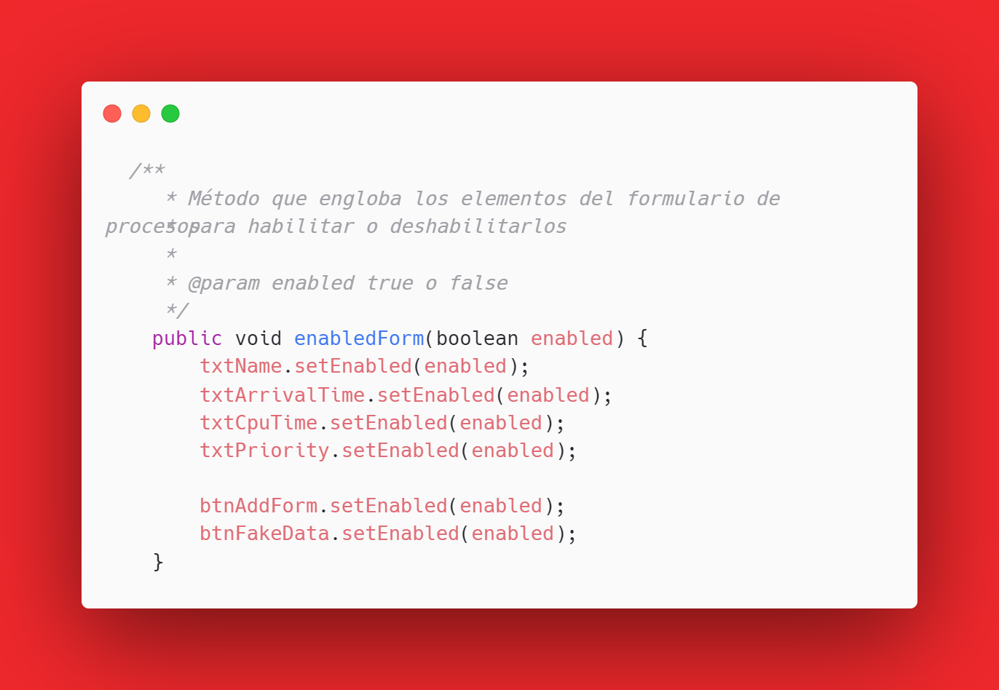 /**
* Método que engloba los elementos del formulario de
procesos
* para habilitar o deshabilitarlos
*
* @param enabled true o false
*/
public void enabledForm(boolean enabled) {
txtName.setEnabled(enabled);
txtArrivalTime.setEnabled(enabled);
txtCpuTime.setEnabled(enabled);
txtPriority.setEnabled(enabled);
btnAddForm.setEnabled(enabled);
btnFakeData.setEnabled(enabled);
}